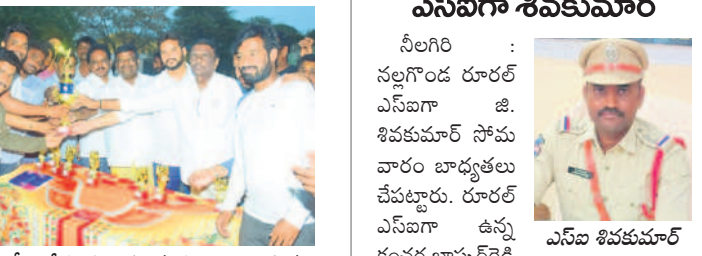 ఎస్ఐగా శివకుమార్
నీలగిరి :
నల్లగొండ రూరల్
ఎస్ఐగా జి.
శివకుమార్ సోమ
వారం బాధ్యతలు
చేపట్టారు. రూరల్
ఎస్ఐగా ఉన్న
ఎస్ఐ శివకుమార్